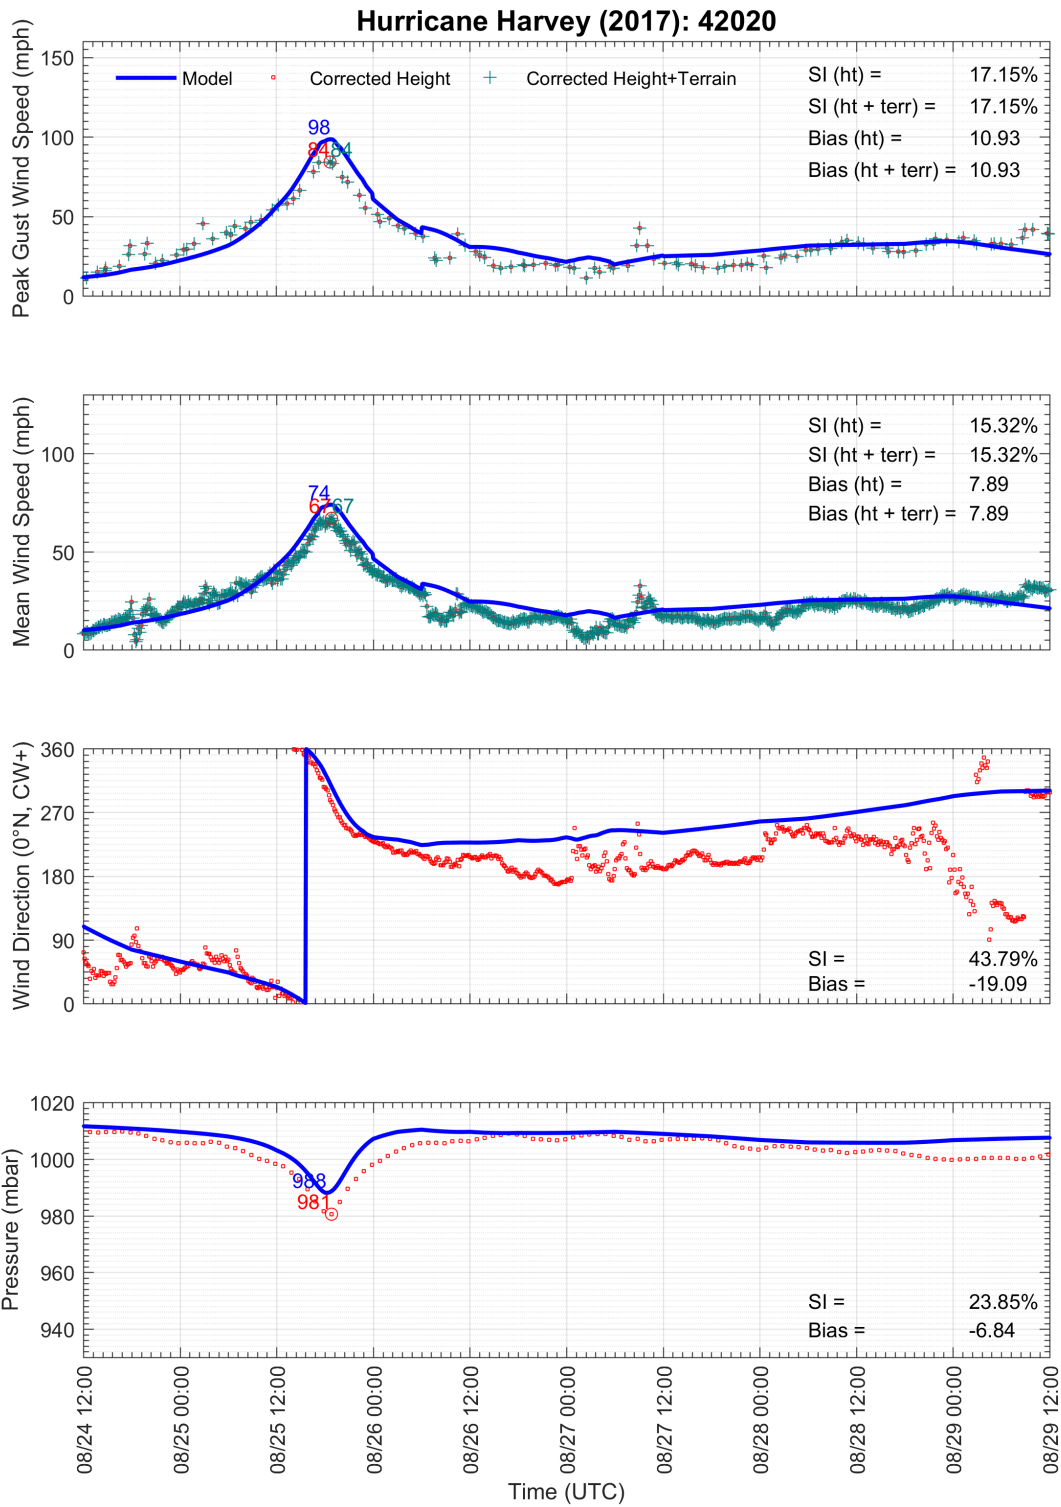 Hurricane Harvey (2017): 42020
Peak Gust Wind Speed (mph)
150
100
50
0
Model
Corrected Height
Corrected Height+Terrain
SI (ht) = 17.15%
SI (ht + terr) = 17.15%
Bias (ht) = 10.93
Bias (ht + terr) = 10.93
98
84
84
Mean Wind Speed (mph)
100
50
0
SI (ht) = 15.32%
SI (ht + terr) = 15.32%
Bias (ht) = 7.89
Bias (ht + terr) = 7.89
74
67
67
Wind Direction (0°N, CW+)
360
270
180
90
0
SI = 43.79%
Bias = -19.09
Pressure (mbar)
1020
1000
980
960
940
988
981
SI = 23.85%
Bias = -6.84
08/24 12:00
08/25 00:00
08/25 12:00
08/26 00:00
08/26 12:00
08/27 00:00
08/27 12:00
08/28 00:00
08/28 12:00
08/29 00:00
08/29 12:00
Time (UTC)